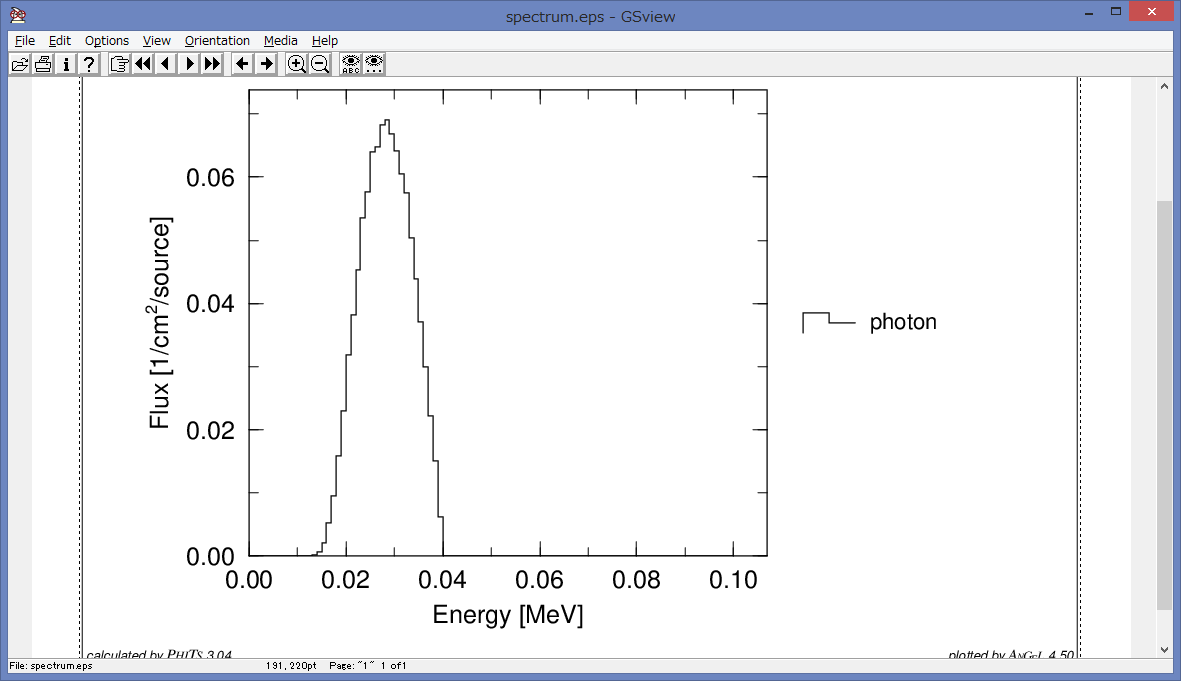 spectrum.eps - GSview
File Edit Options View Orientation Media Help
i ? ABC
0.06
0.04
0.02
0.00
Flux [1/cm2/source]
0.00 0.02 0.04 0.06 0.08 0.10
Energy [MeV]
photon
calculated by PHITS 3.04
plotted by ANGEL 4.50
File: spectrum.eps 191, 220pt Page: "1" 1 of 1